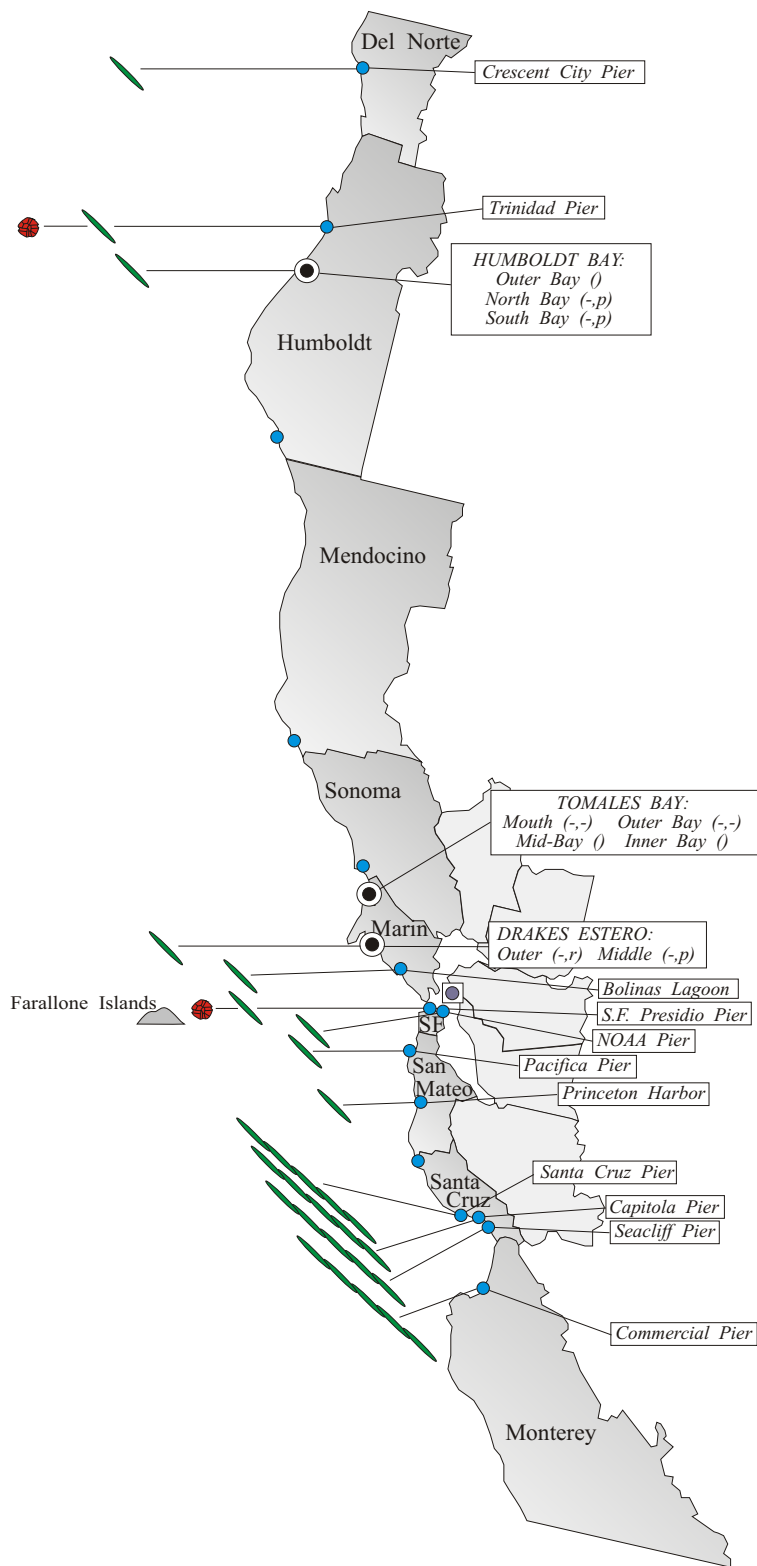 Del Norte
Crescent City Pier
Trinidad Pier
HUMBOLDT BAY:
Outer Bay ()
North Bay (-,p)
South Bay (-,p)
Humboldt
Mendocino
Sonoma
TOMALES BAY:
Mouth (-,-) Outer Bay (-,-)
Mid-Bay () Inner Bay ()
Marin
DRAKES ESTERO:
Outer (-,r) Middle (-,p)
Bolinas Lagoon
Farallone Islands
S.F. Presidio Pier
SF
NOAA Pier
Pacifica Pier
San
Mateo
Princeton Harbor
Santa Cruz Pier
Santa
Cruz
Capitola Pier
Seacliff Pier
Commercial Pier
Monterey